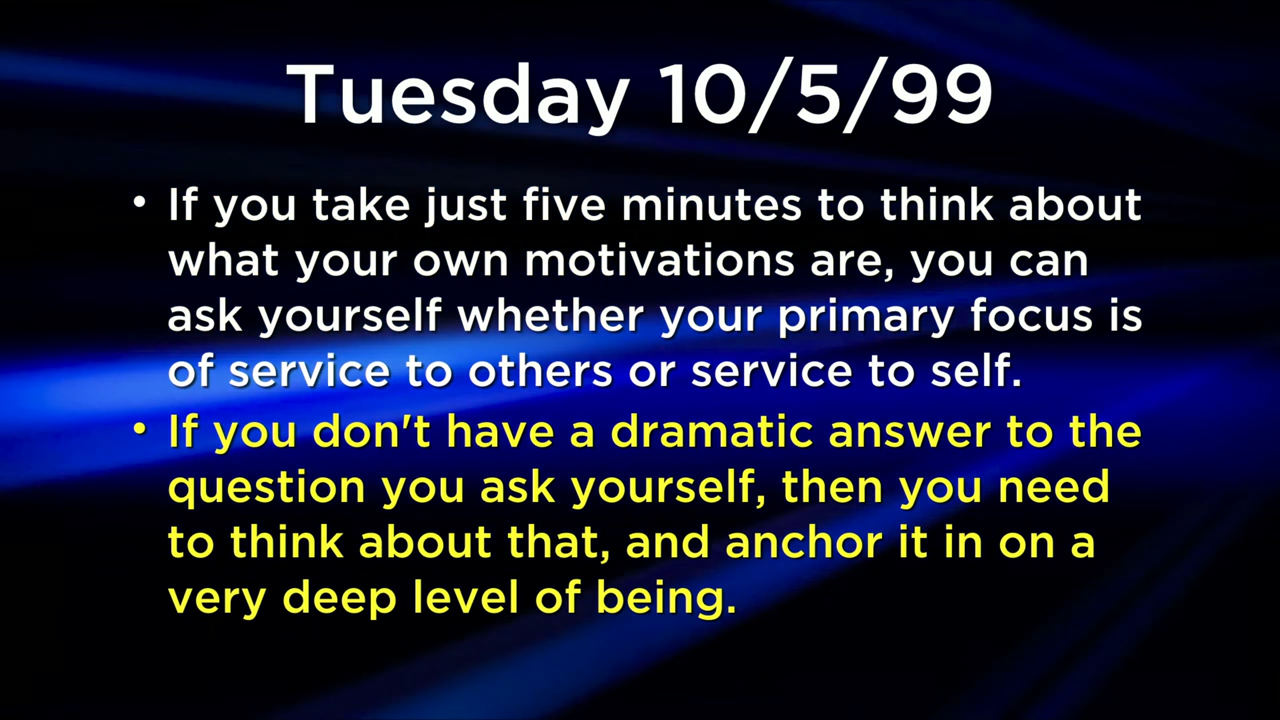 Tuesday 10/5/99
• If you take just five minutes to think about
what your own motivations are, you can
ask yourself whether your primary focus is
of service to others or service to self.
• If you don't have a dramatic answer to the
question you ask yourself, then you need
to think about that, and anchor it in on a
very deep level of being.